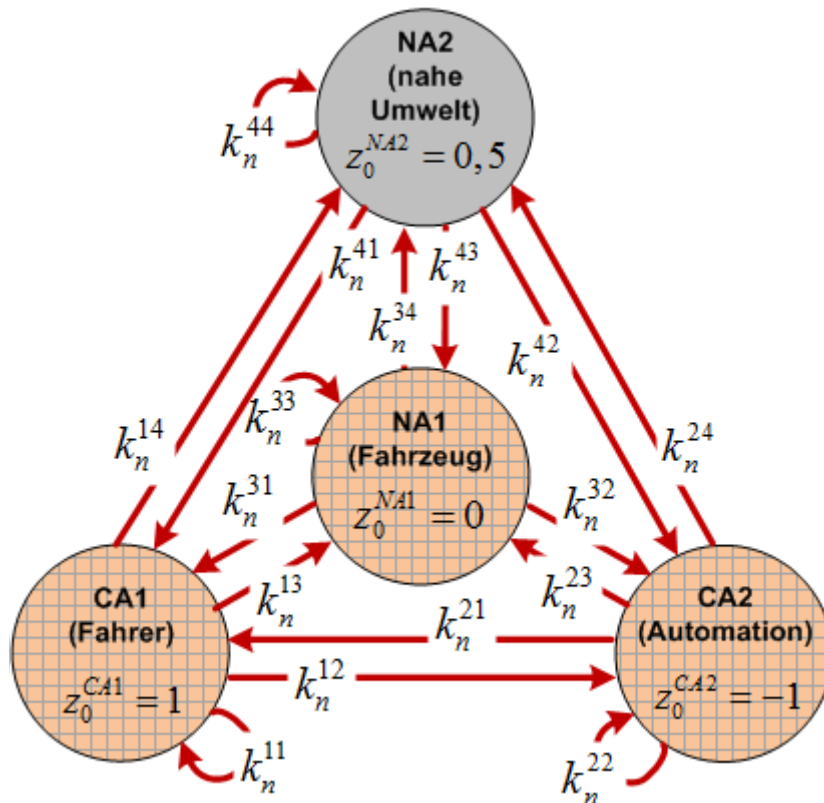 NA2
(nahe
Umwelt)
z_0^{NA2} = 0,5
k_n^{44}
k_n^{41}
k_n^{43}
k_n^{34}
k_n^{42}
k_n^{14}
k_n^{33}
NA1
(Fahrzeug)
z_0^{NA1} = 0
k_n^{24}
k_n^{31}
k_n^{32}
k_n^{13}
k_n^{23}
CA1
(Fahrer)
z_0^{CA1} = 1
k_n^{21}
k_n^{12}
CA2
(Automation)
z_0^{CA2} = −1
k_n^{11}
k_n^{22}